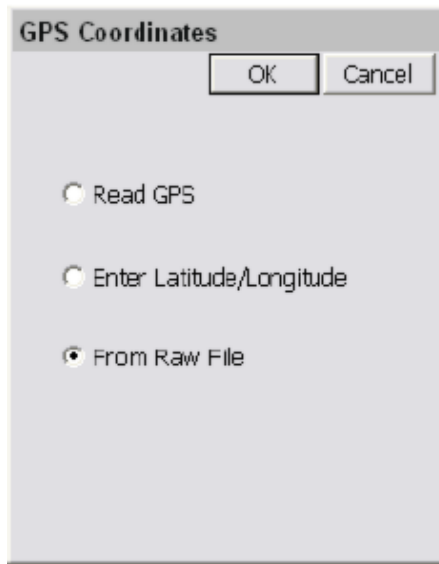 GPS Coordinates
OK Cancel
Read GPS
Enter Latitude/Longitude
From Raw File